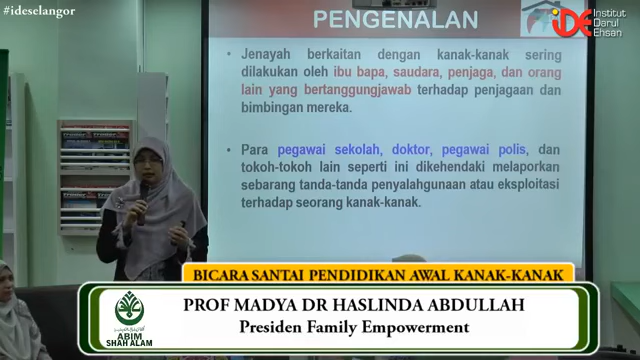 #ideselangor
PENGENALAN
iDE Institut
Darul
Ehsan
• Jenayah berkaitan dengan kanak-kanak sering
dilakukan oleh ibu bapa, saudara, penjaga, dan orang
lain yang bertanggungjawab terhadap penjagaan dan
bimbingan mereka.
• Para pegawai sekolah, doktor, pegawai polis, dan
tokoh-tokoh lain seperti ini dikehendaki melaporkan
sebarang tanda-tanda penyalahgunaan atau eksploitasi
terhadap seorang kanak-kanak.
BICARA SANTAI PENDIDIKAN AWAL KANAK-KANAK
PROF MADYA DR HASLINDA ABDULLAH
Presiden Family Empowerment
ABIM
SHAH ALAM